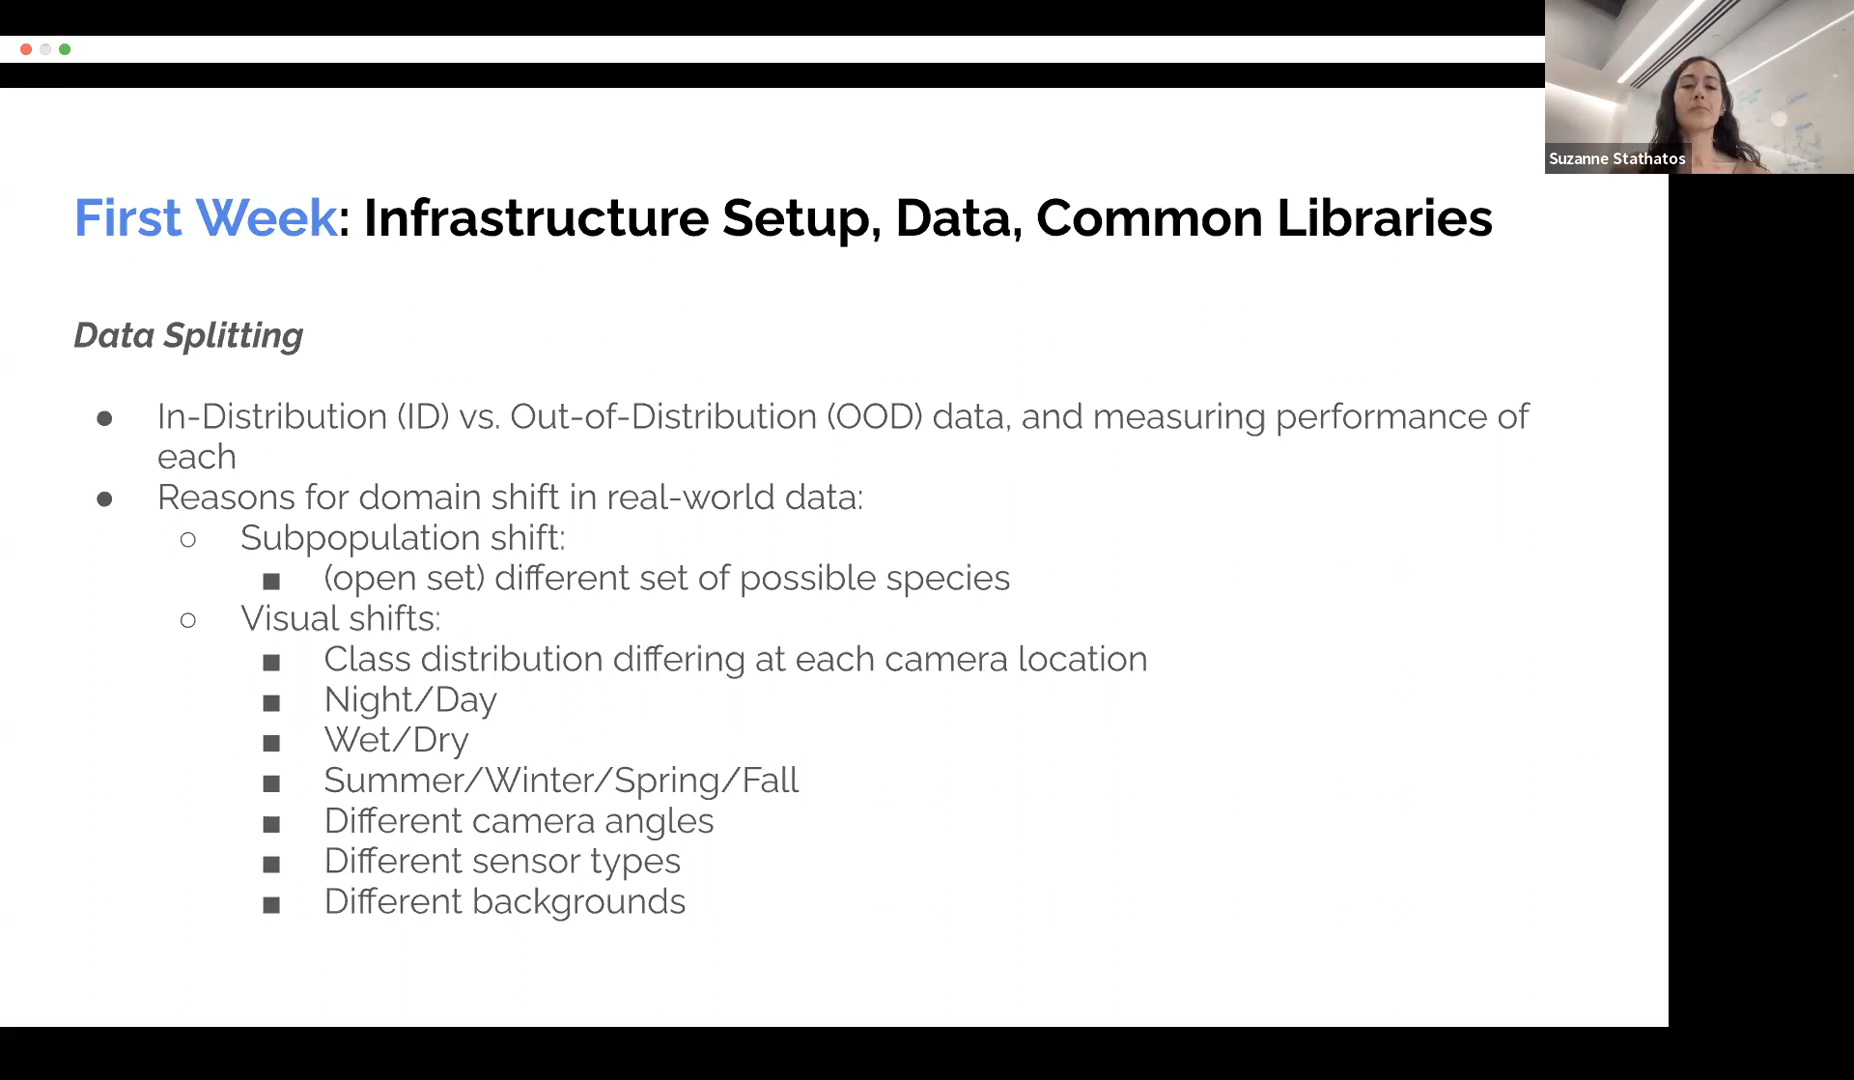 First Week: Infrastructure Setup, Data, Common Libraries
Data Splitting
● In-Distribution (ID) vs. Out-of-Distribution (OOD) data, and measuring performance of
each
● Reasons for domain shift in real-world data:
○ Subpopulation shift:
■ (open set) different set of possible species
○ Visual shifts:
■ Class distribution differing at each camera location
■ Night/Day
■ Wet/Dry
■ Summer/Winter/Spring/Fall
■ Different camera angles
■ Different sensor types
■ Different backgrounds
Suzanne Stathatos